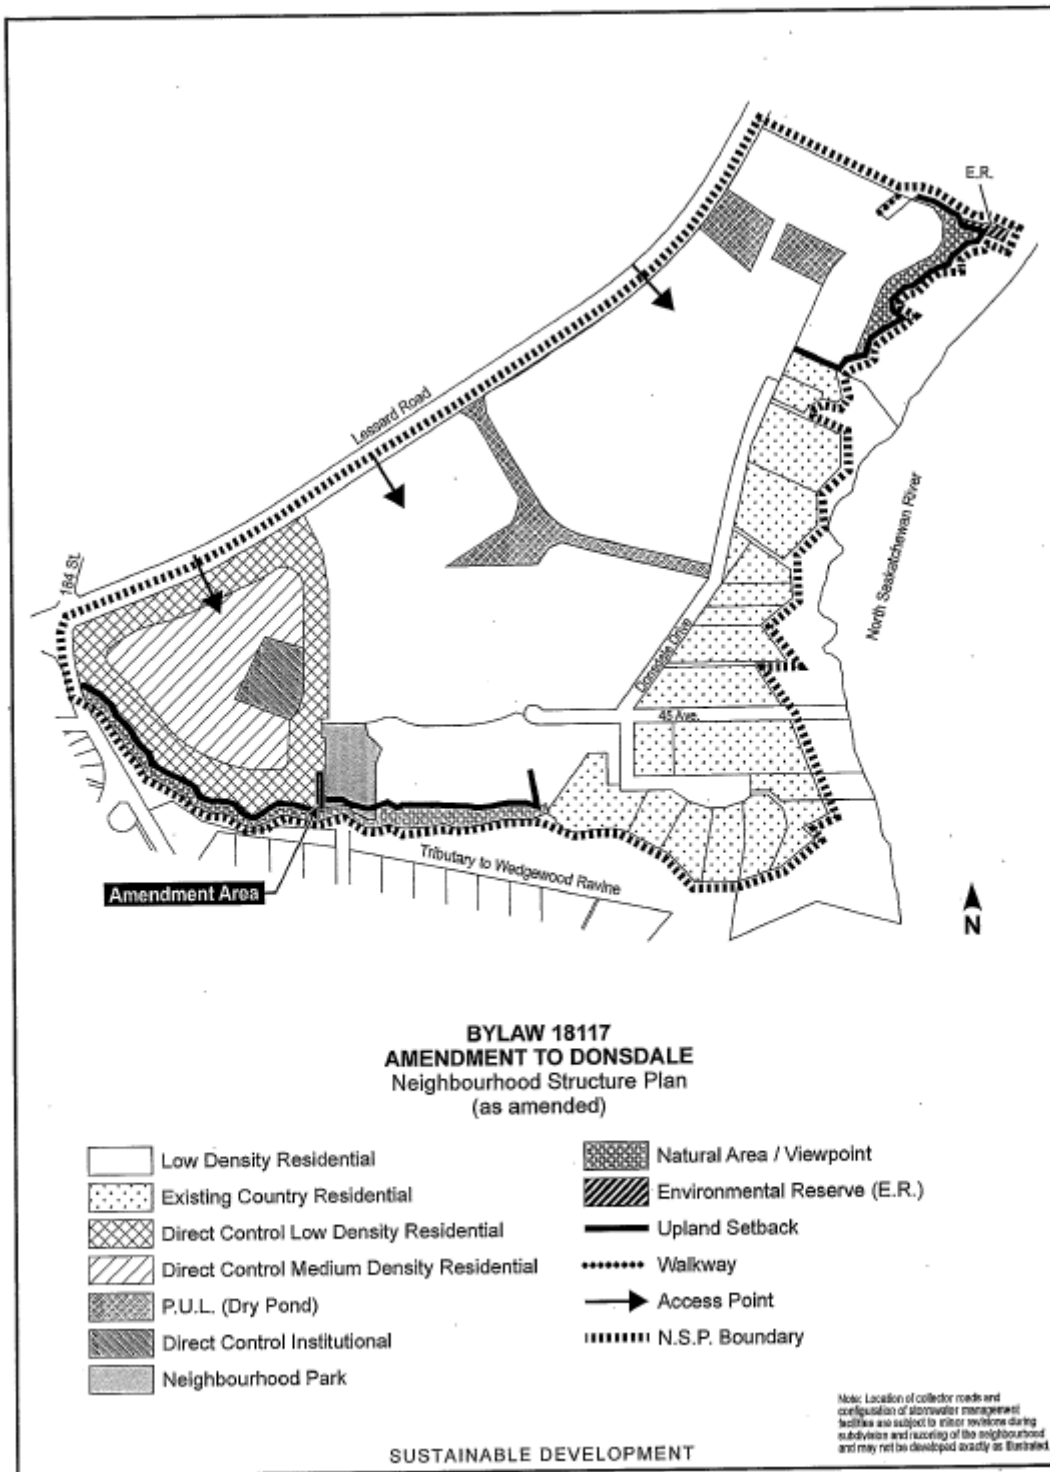 E.R.
Lessard Road
184 St.
North Saskatchewan River
Donsdale Drive
45 Ave.
Tributary to Wedgewood Ravine
Amendment Area
N
BYLAW 18117
AMENDMENT TO DONSDALE
Neighbourhood Structure Plan
(as amended)
Low Density Residential
Existing Country Residential
Direct Control Low Density Residential
Direct Control Medium Density Residential
P.U.L. (Dry Pond)
Direct Control Institutional
Neighbourhood Park
Natural Area / Viewpoint
Environmental Reserve (E.R.)
Upland Setback
Walkway
Access Point
N.S.P. Boundary
Note: Location of collector roads and
configuration of stormwater management
facilities are subject to minor revisions during
subdivision and rezoning of the neighbourhood
and may not be developed exactly as illustrated.
SUSTAINABLE DEVELOPMENT